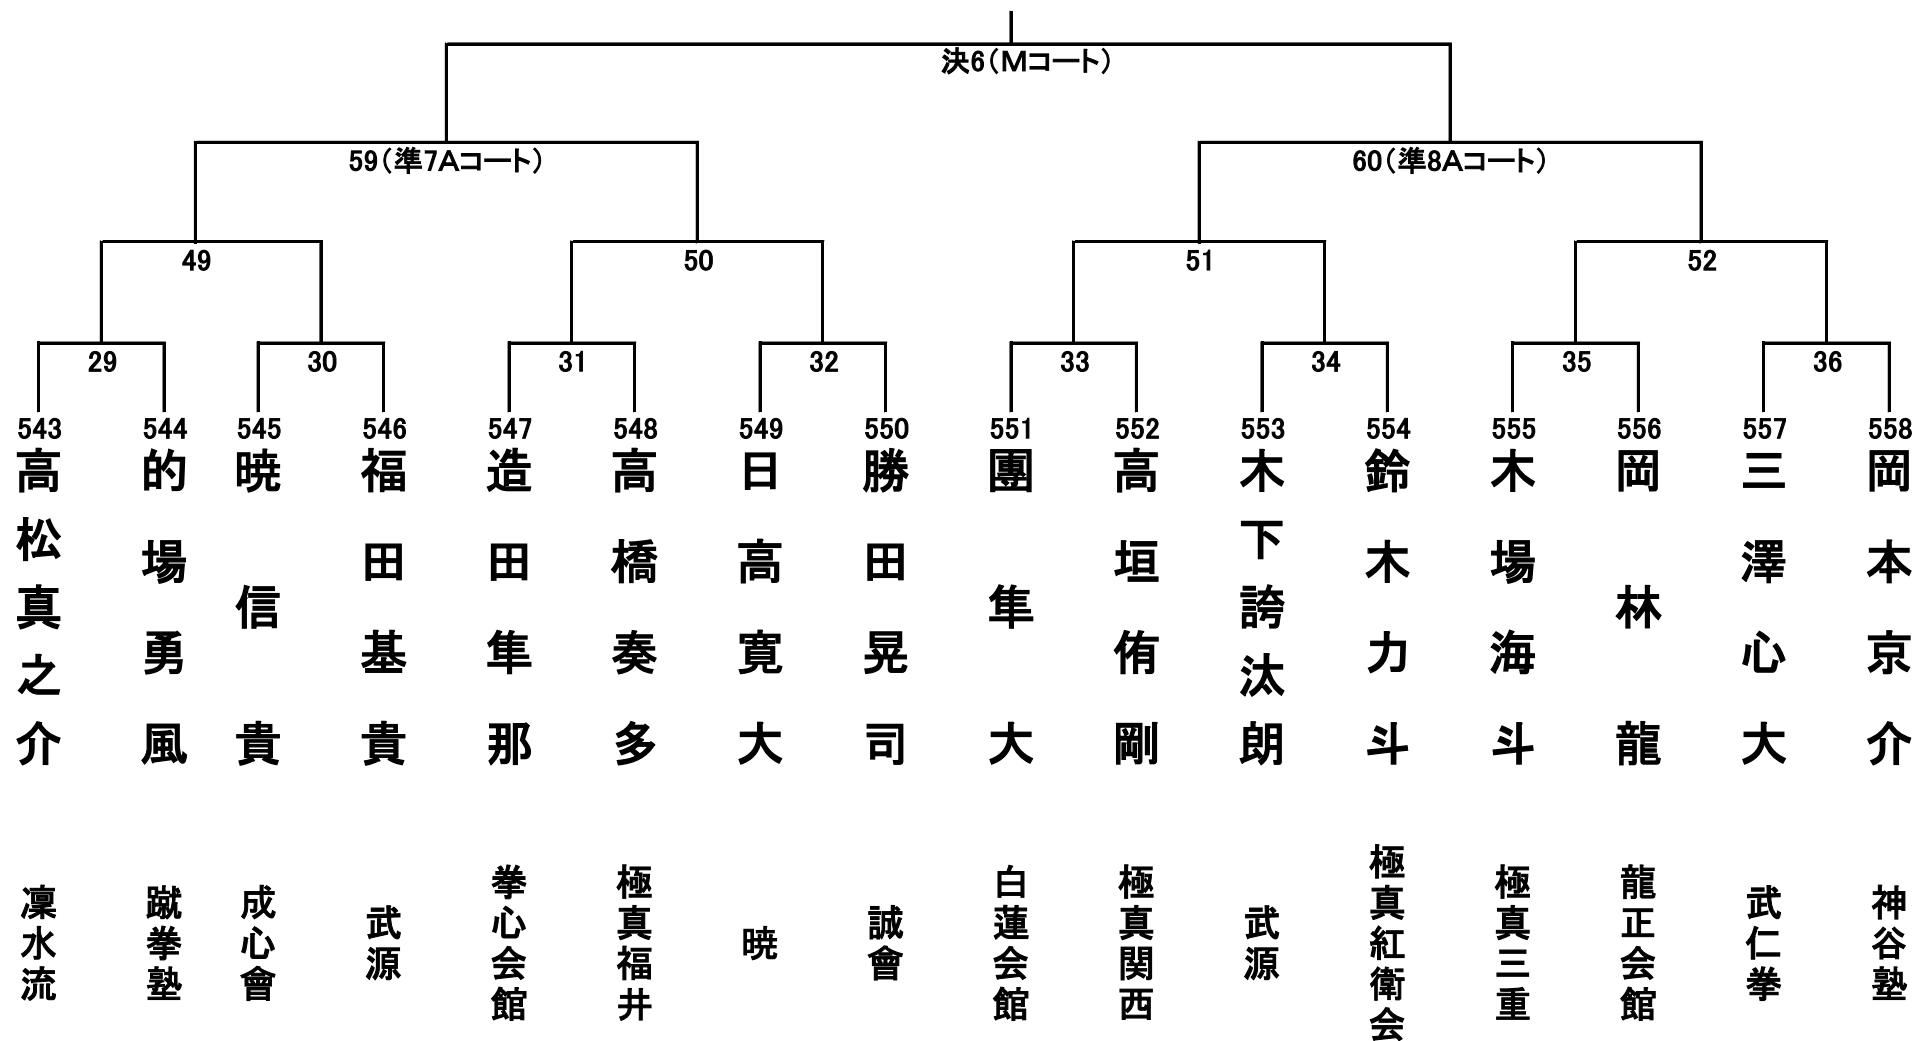 決6(Mコート)
59(準7Aコート)
60(準8Aコート)
49
50
51
52
29
30
31
32
33
34
35
36
543
544
545
546
547
548
549
550
551
552
553
554
555
556
557
558
高松真之介
的場勇風
暁信貴
福田基貴
造田隼那
高橋奏多
日高寛大
勝田晃司
團隼大
高垣侑剛
木下誇汰朗
鈴木力斗
木場海斗
岡林龍
三澤心大
岡本京介
凜水流
蹴拳塾
成心會
武源
拳心会館
極真福井
暁
誠會
白蓮会館
極真関西
武源
極真紅衛会
極真三重
龍正会館
武仁拳
神谷塾